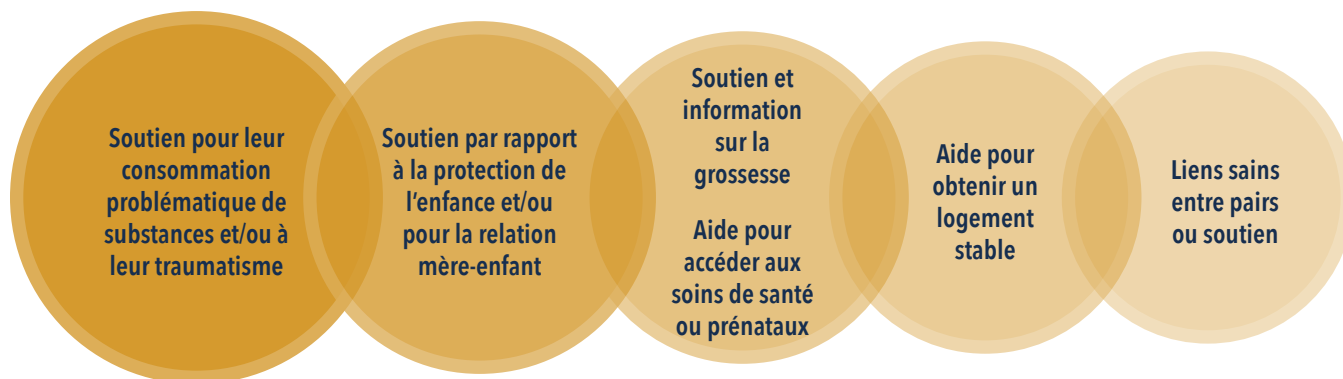 Soutien pour leur
consommation
problématique de
substances et/ou à
leur traumatisme
Soutien par rapport
à la protection de
l'enfance et/ou
pour la relation
mère-enfant
Soutien et
information
sur la
grossesse
Aide pour
accéder aux
soins de santé
ou prénataux
Aide pour
obtenir un
logement
stable
Liens sains
entre pairs
ou soutien